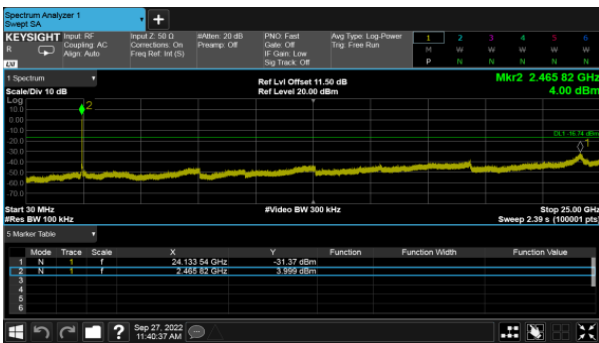 Spectrum Analyzer 1
Swept SA
+
KEYSIGHT Input: RF Input Z: 50 Ω #Atten: 20 dB PNO: Fast Avg Type: Log-Power 1 2 3 4 5 6
R Coupling: AC Corrections: On Preamp: Off Gate: Off Trig: Free Run M W W W W W
Align: Auto Freq Ref: Int (S) IF Gain: Low P N N N N N
Sig Track: Off
LXI
1 Spectrum Ref Lvl Offset 11.50 dB Mkr2 2.465 82 GHz
Scale/Div 10 dB Ref Level 20.00 dBm 4.00 dBm
Log
10.0
2
0.00
-10.0
DL1 -16.74 dBm
-20.0
1
-30.0
-40.0
-50.0
-60.0
-70.0
Start 30 MHz #Video BW 300 kHz Stop 25.00 GHz
#Res BW 100 kHz Sweep 2.39 s (100001 pts)
5 Marker Table
Mode Trace Scale X Y Function Function Width Function Value
1 N 1 f 24.133 54 GHz -31.37 dBm
2 N 1 f 2.465 82 GHz 3.999 dBm
3
4
5
6
? Sep 27, 2022
11:40:37 AM